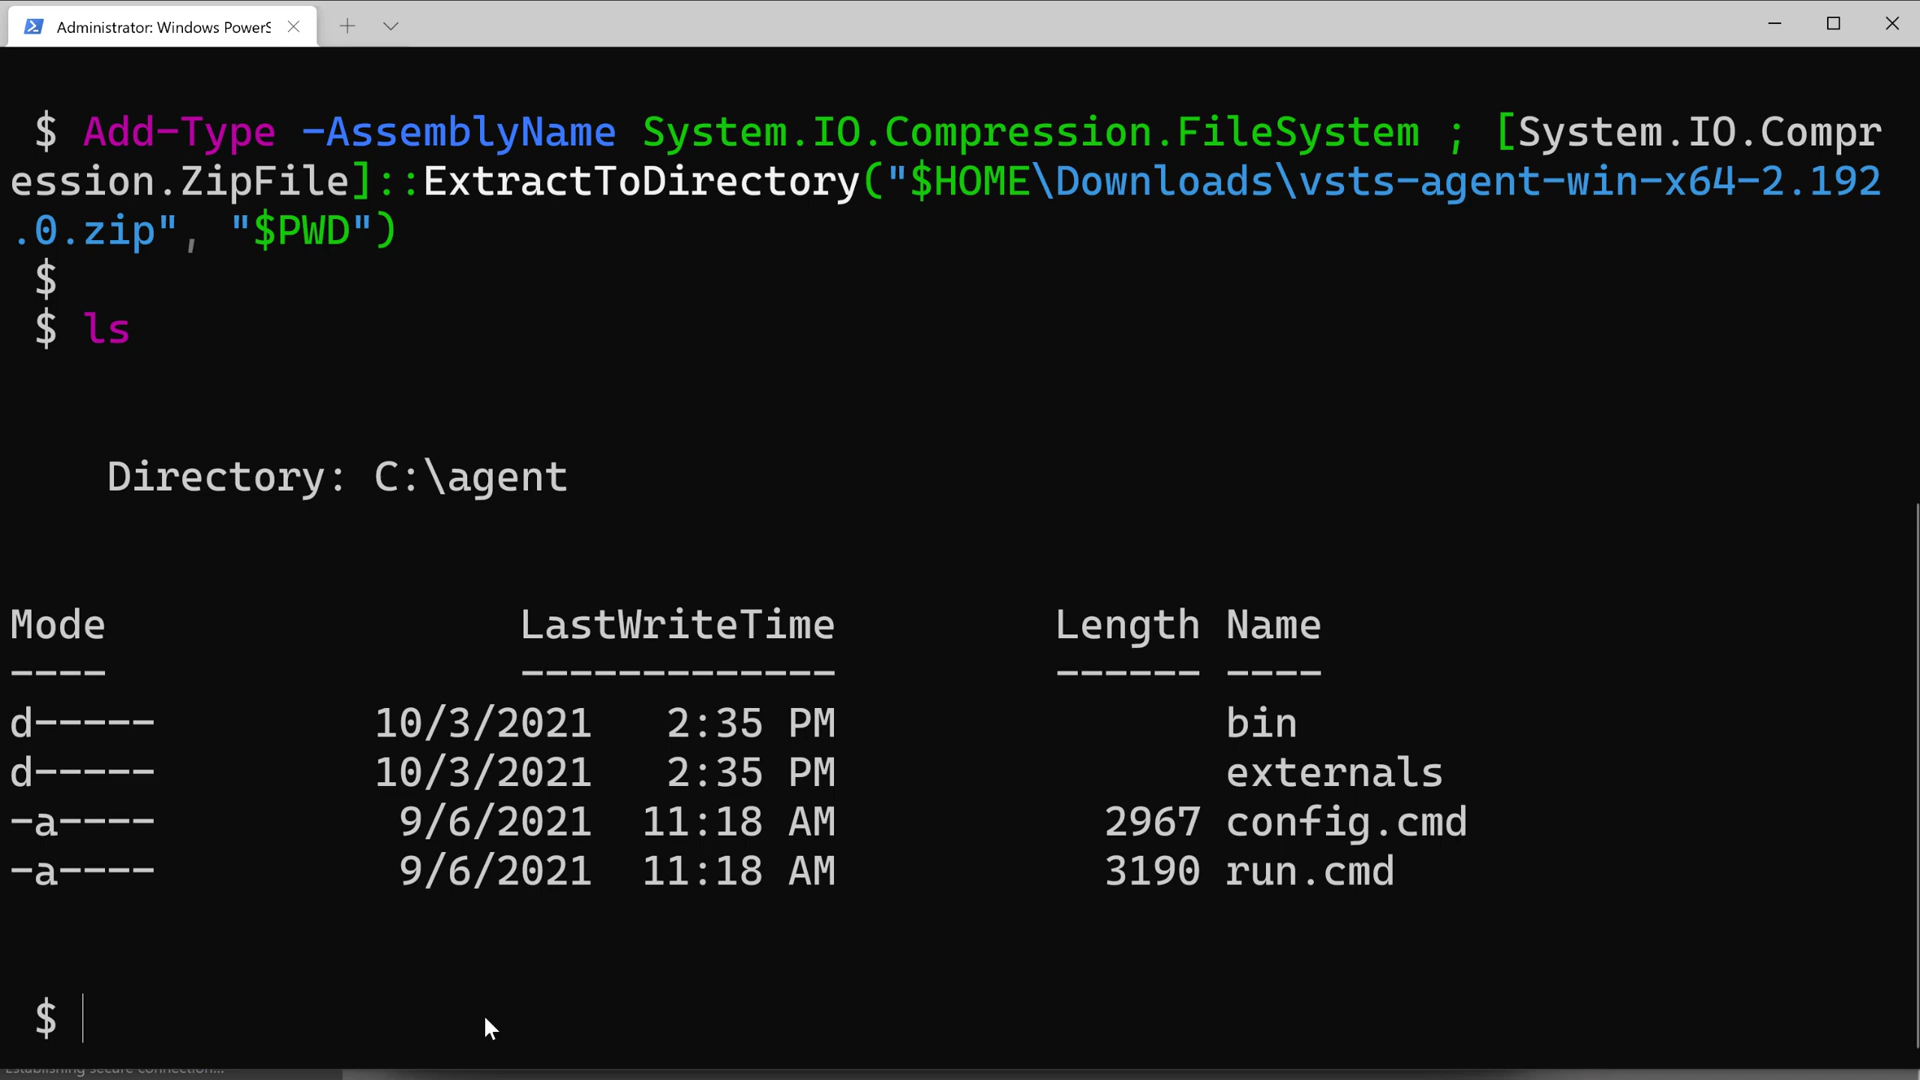 Administrator: Windows PowerS
$ Add-Type -AssemblyName System.IO.Compression.FileSystem ; [System.IO.Compr
ession.ZipFile]::ExtractToDirectory("$HOME\Downloads\vsts-agent-win-x64-2.192
.0.zip", "$PWD")
$
$ ls
Directory: C:\agent
Mode LastWriteTime Length Name
---- ------------- ------ ----
d----- 10/3/2021 2:35 PM bin
d----- 10/3/2021 2:35 PM externals
-a---- 9/6/2021 11:18 AM 2967 config.cmd
-a---- 9/6/2021 11:18 AM 3190 run.cmd
$
Establishing secure connection...